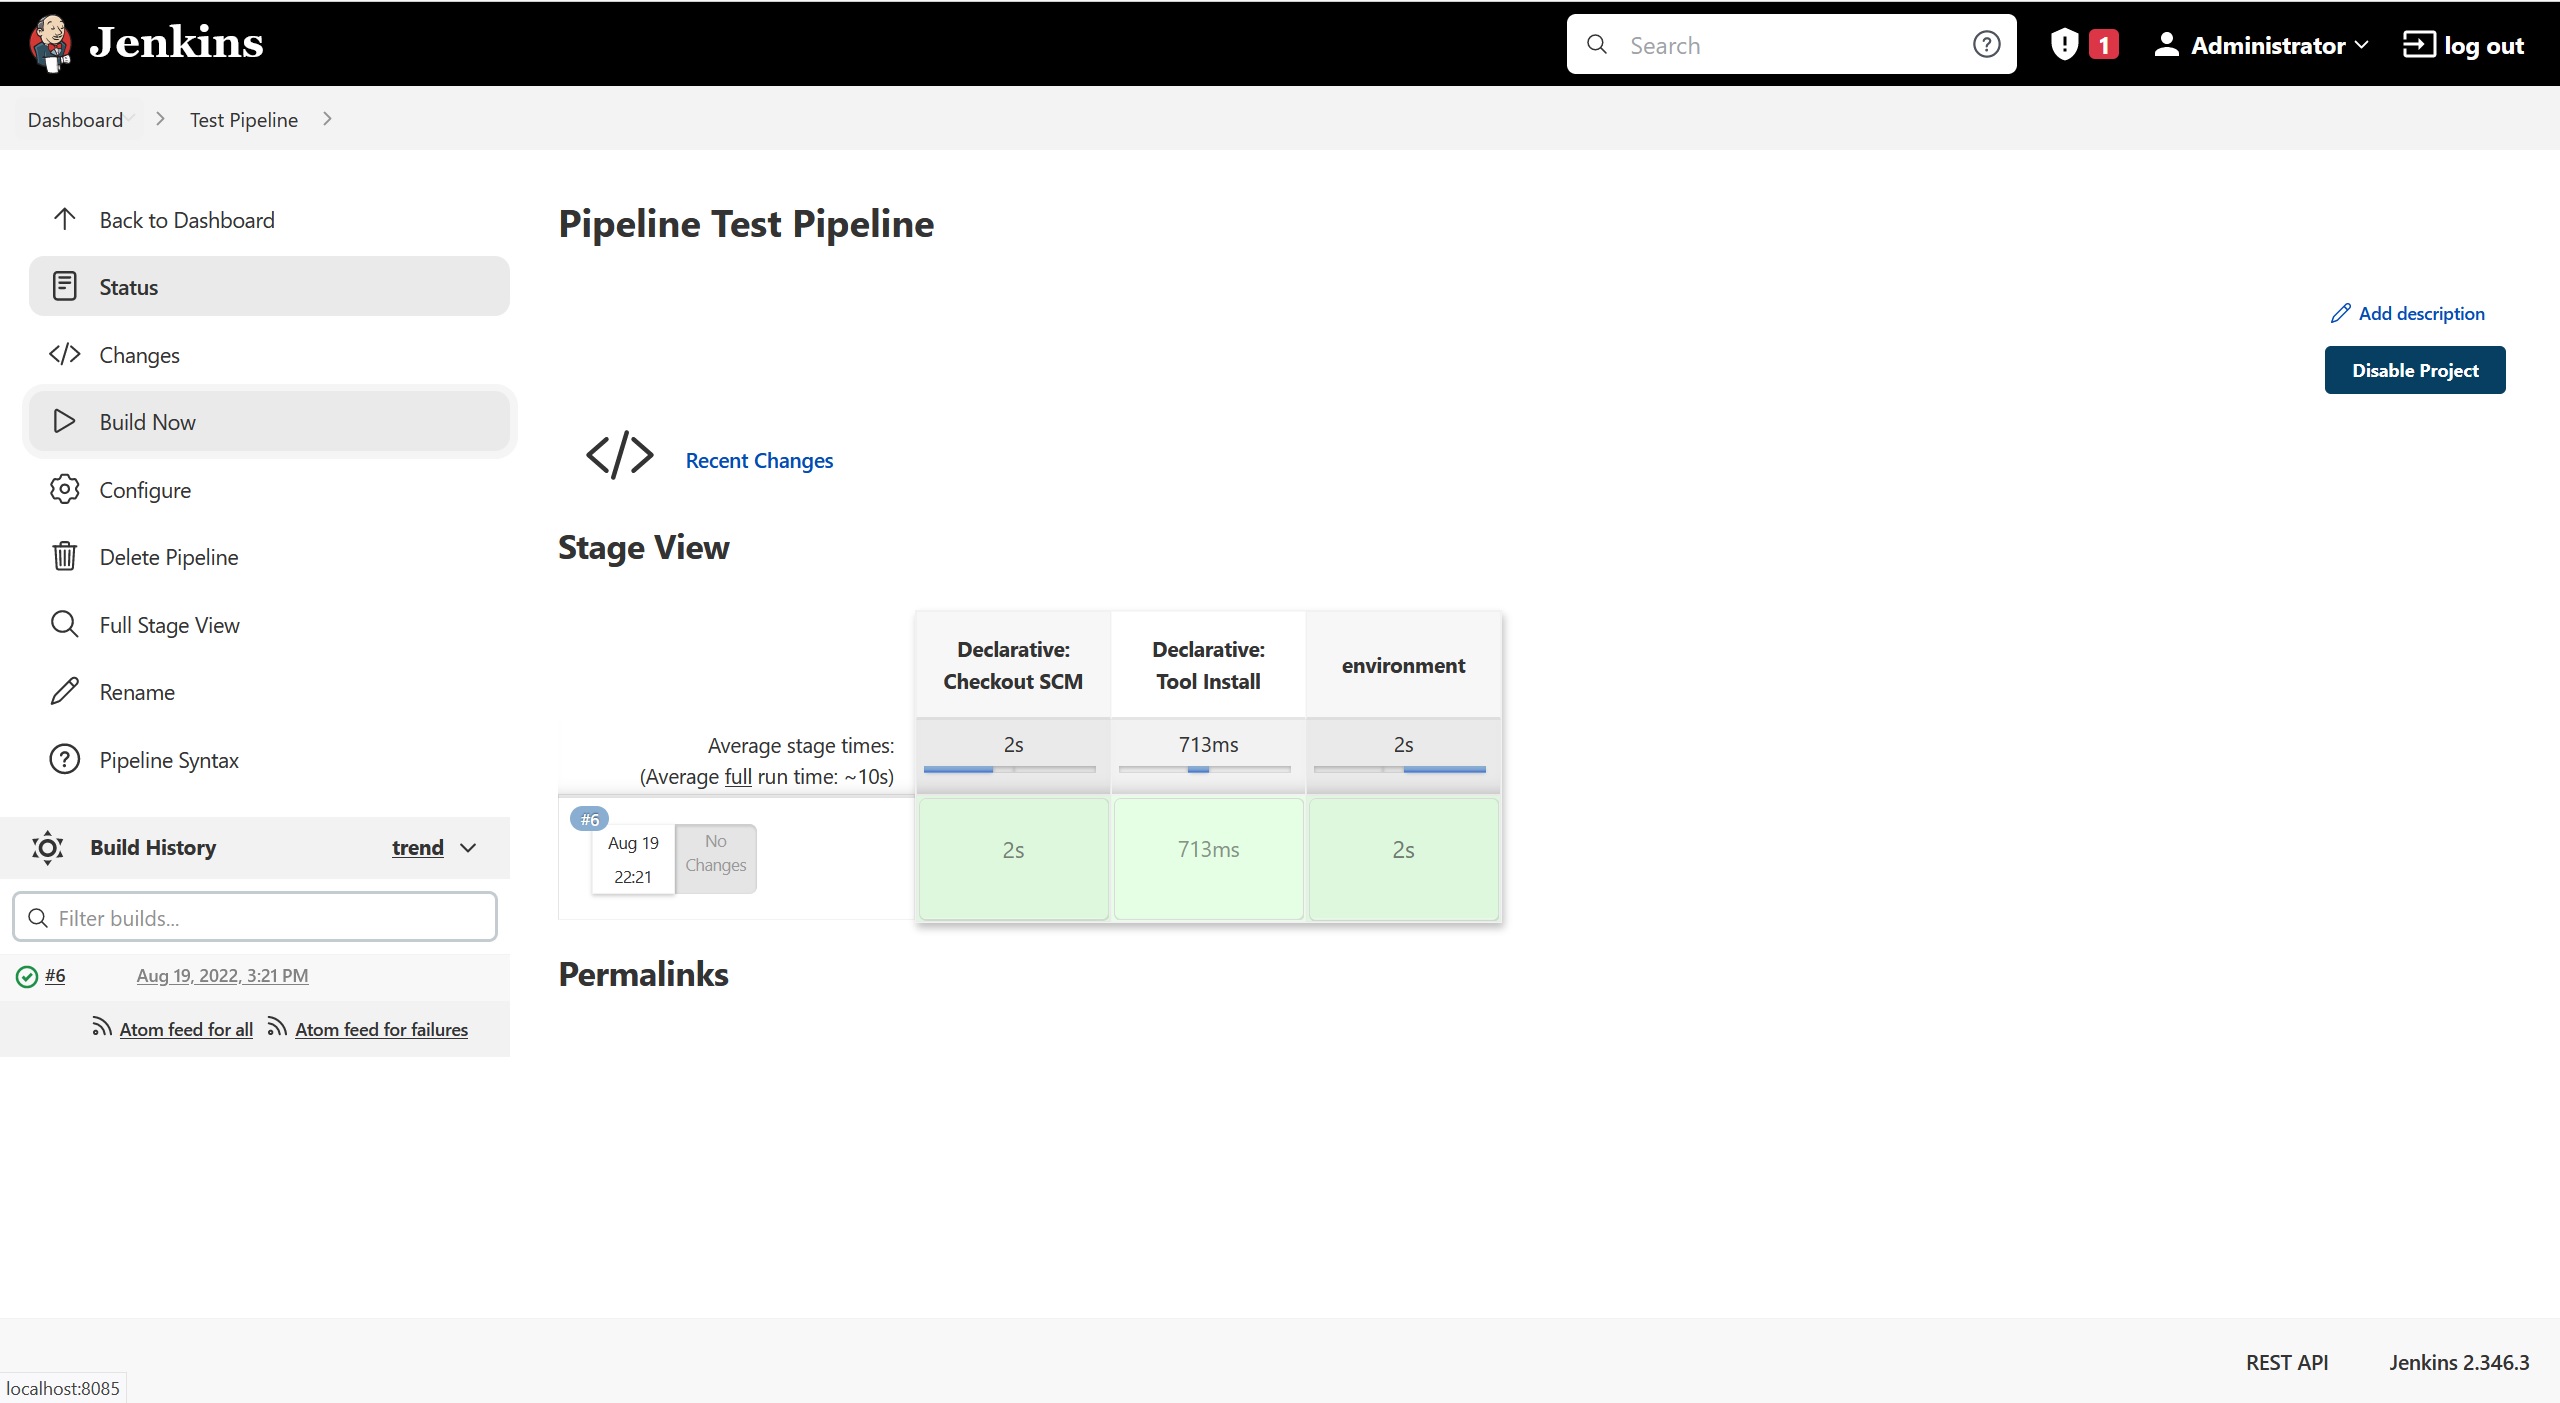 Jenkins
Search
1
Administrator
log out
Dashboard
Test Pipeline
Back to Dashboard
Status
Changes
Build Now
Configure
Delete Pipeline
Full Stage View
Rename
Pipeline Syntax
Build History
trend
Filter builds...
#6
Aug 19, 2022, 3:21 PM
Atom feed for all
Atom feed for failures
Pipeline Test Pipeline
Add description
Disable Project
Recent Changes
Stage View
Declarative:
Checkout SCM
Declarative:
Tool Install
environment
Average stage times:
(Average full run time: ~10s)
2s
713ms
2s
#6
Aug 19
22:21
No
Changes
2s
713ms
2s
Permalinks
REST API
Jenkins 2.346.3
localhost:8085